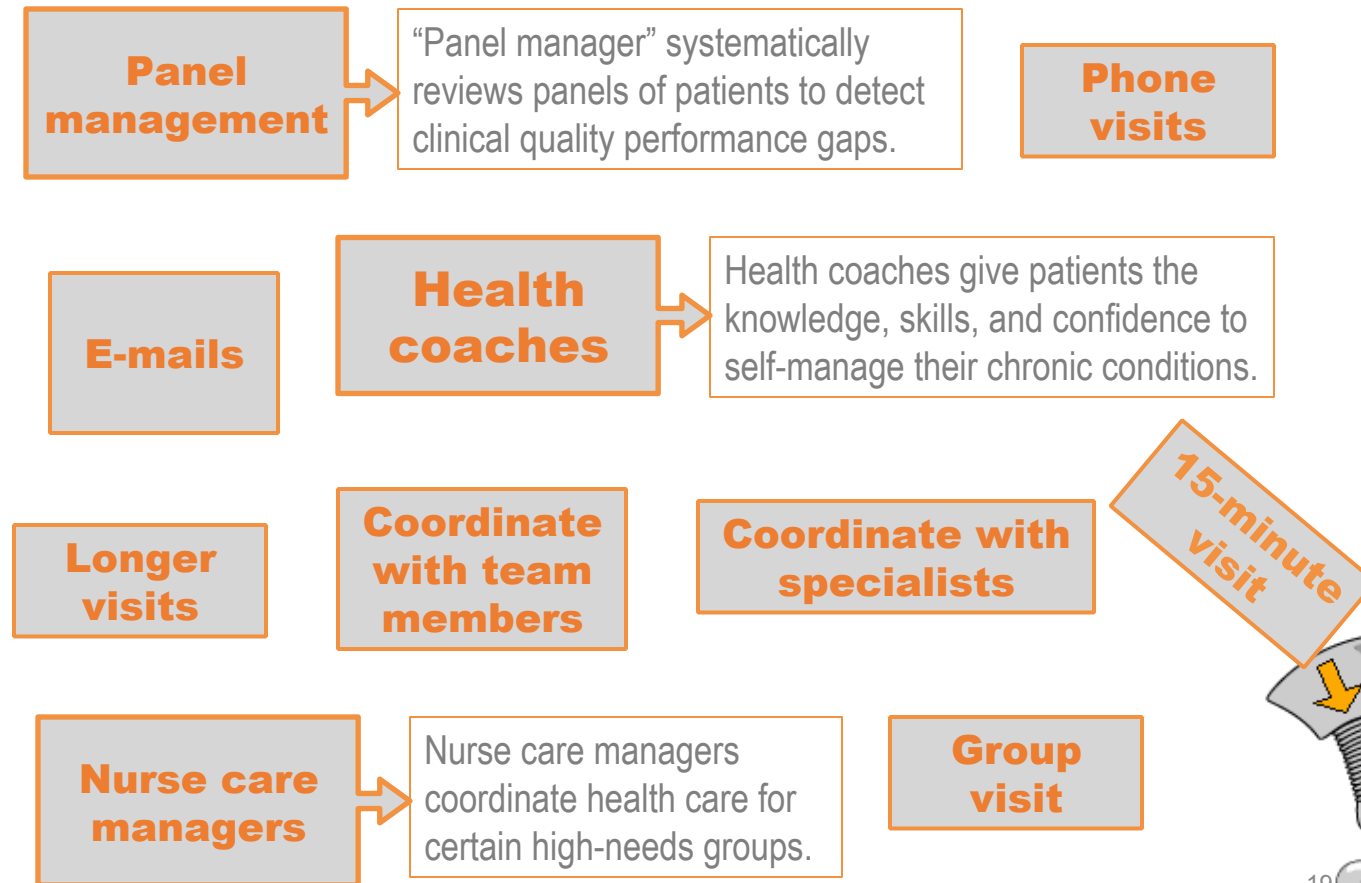 Panel
management
“Panel manager” systematically
reviews panels of patients to detect
clinical quality performance gaps.
Phone
visits
E-mails
Health
coaches
Health coaches give patients the
knowledge, skills, and confidence to
self-manage their chronic conditions.
Longer
visits
Coordinate
with team
members
Coordinate with
specialists
15-minute
visit
Nurse care
managers
Nurse care managers
coordinate health care for
certain high-needs groups.
Group
visit
19